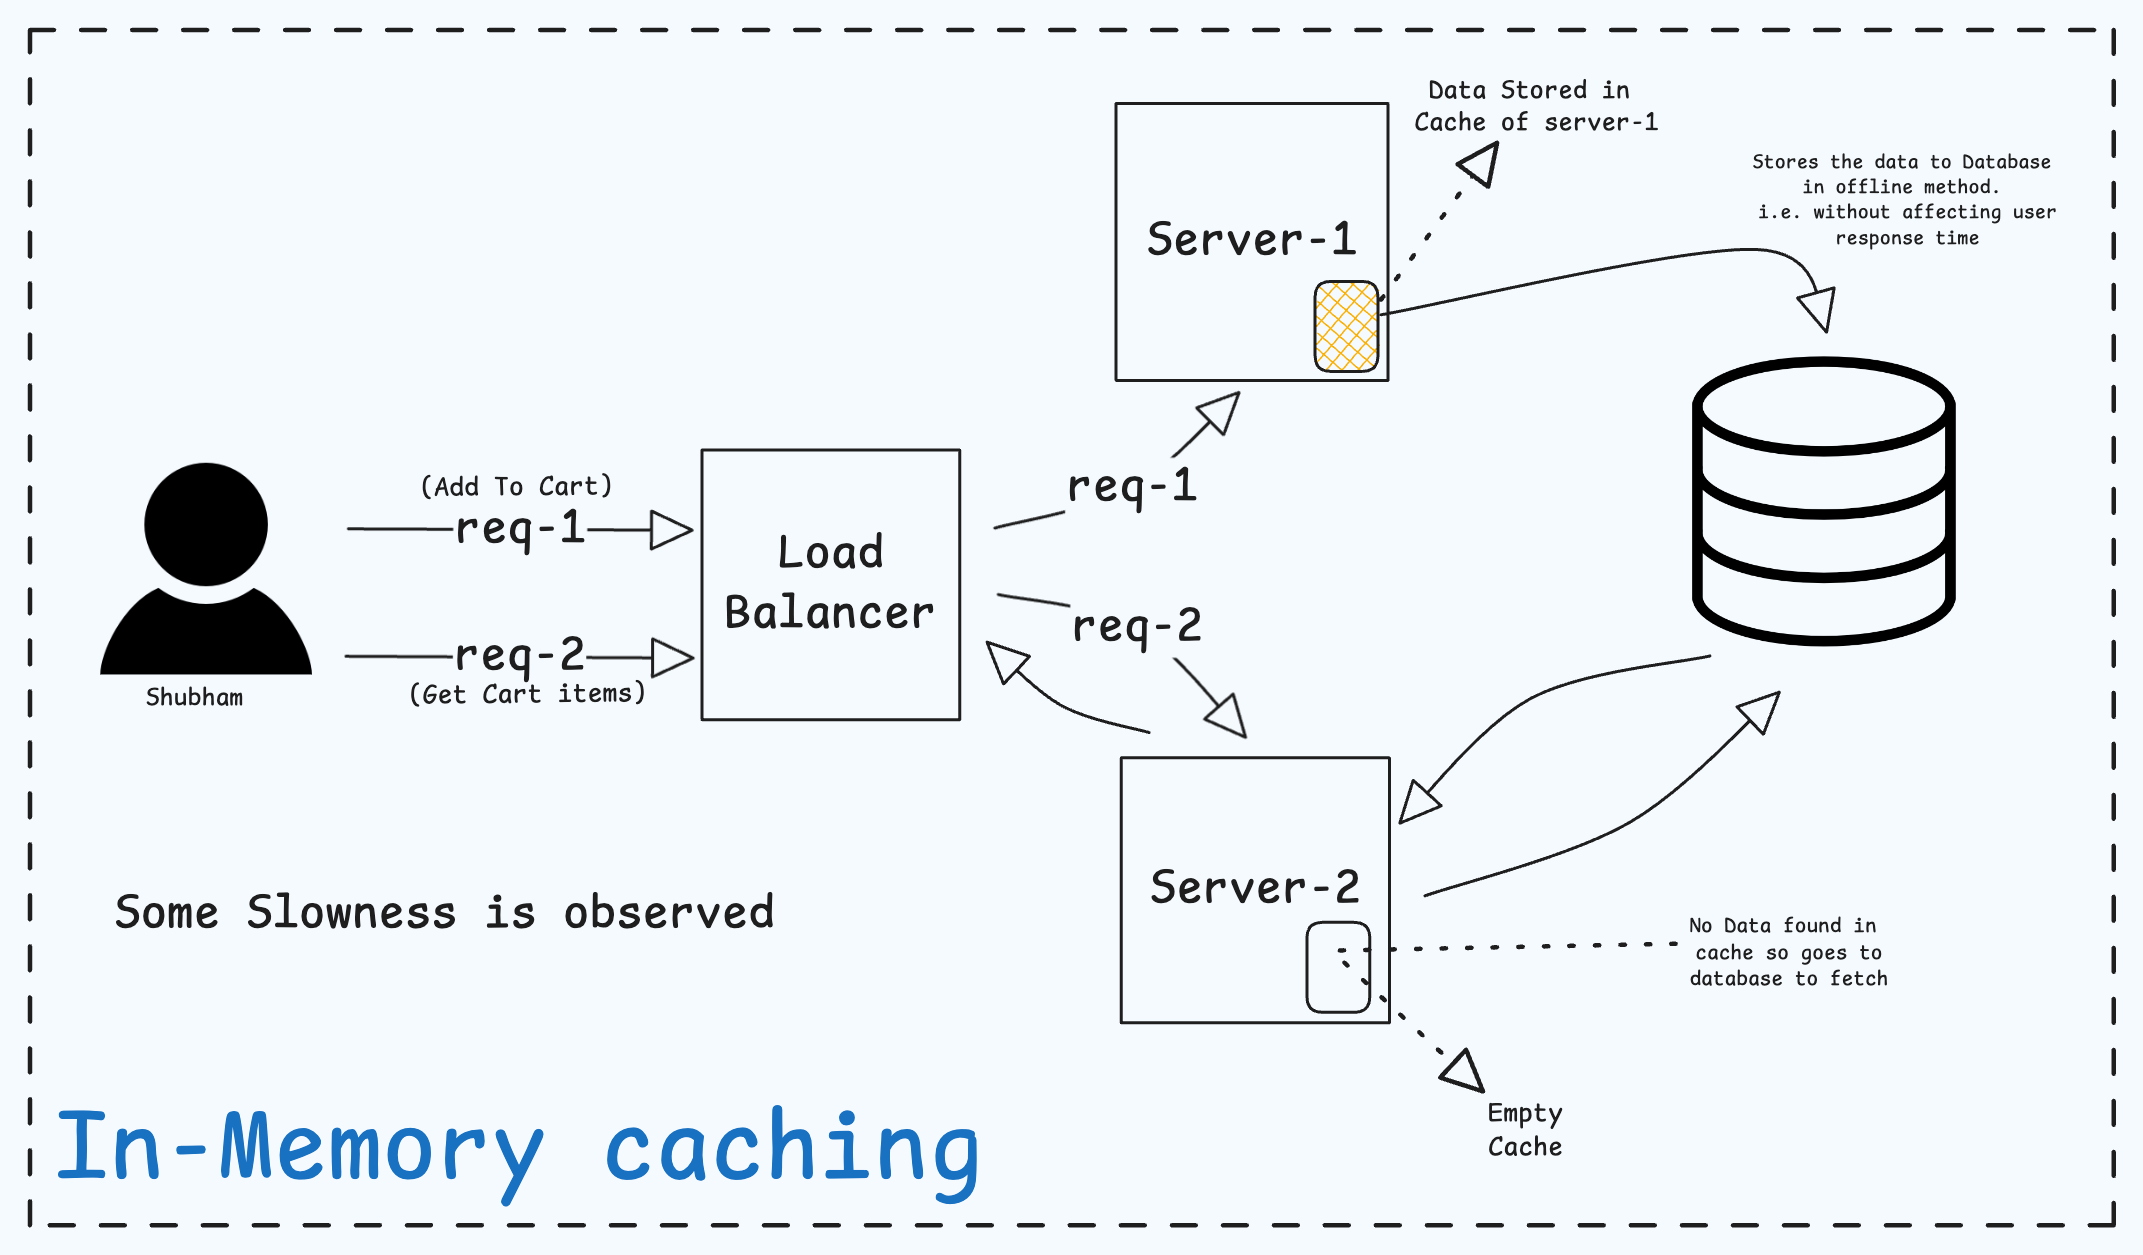 Data Stored in
Cache of server-1
Stores the data to Database
in offline method.
i.e. without affecting user
response time
Server-1
(Add To Cart)
req-1
req-1
Load
Balancer
req-2
req-2
(Get Cart items)
Shubham
Server-2
Some Slowness is observed
No Data found in
cache so goes to
database to fetch
Empty
Cache
In-Memory caching